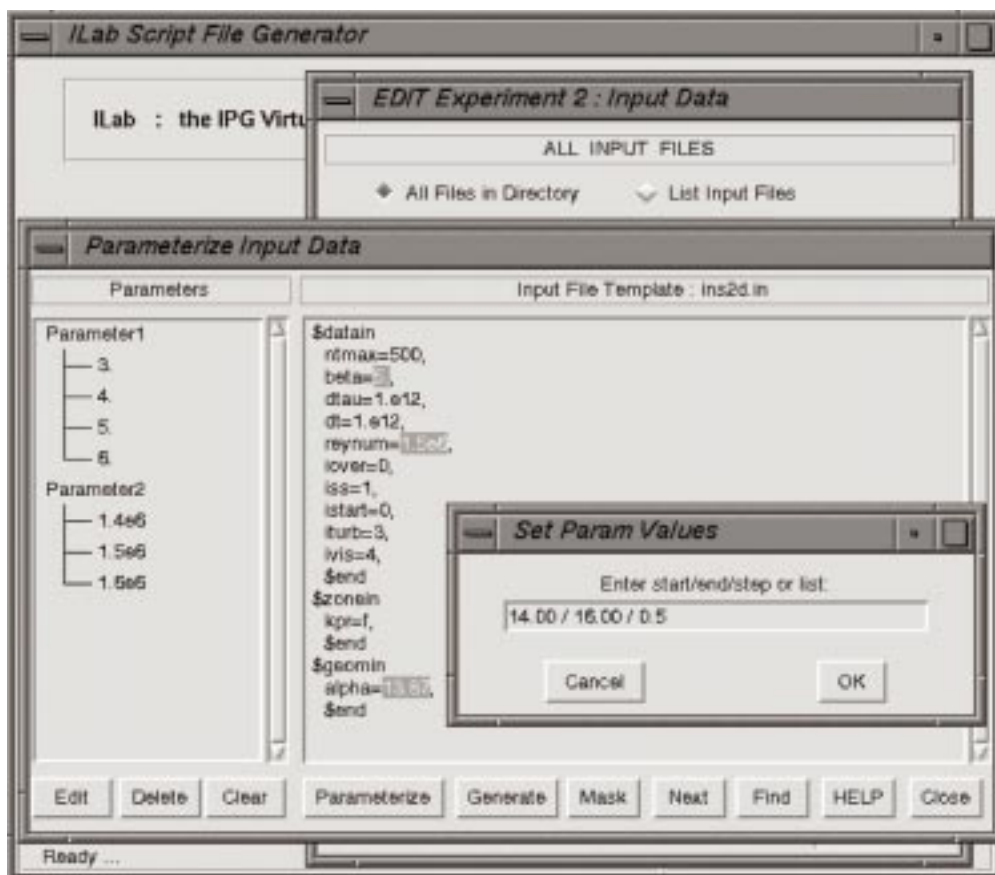 ILab Script File Generator
ILab : the IPG Virtu
EDIT Experiment 2 : Input Data
ALL INPUT FILES
All Files in Directory
List Input Files
Parameterize Input Data
Parameters
Input File Template : ins2d.in
Parameter1
3.
4.
5.
6.
Parameter2
1.4e6
1.5e6
1.6e6
$datain
ntmax=500,
beta=
dtau=1.e12,
dt=1.e12,
reynum=
iover=0,
iss=1,
istart=0,
iturb=3,
ivis=4,
$end
$zonein
kpr=f,
$end
$geomin
alpha=
$end
Set Param Values
Enter start/end/step or list:
14.00 / 16.00 / 0.5
Cancel
OK
Edit
Delete
Clear
Parameterize
Generate
Mask
Next
Find
HELP
Close
Ready ...